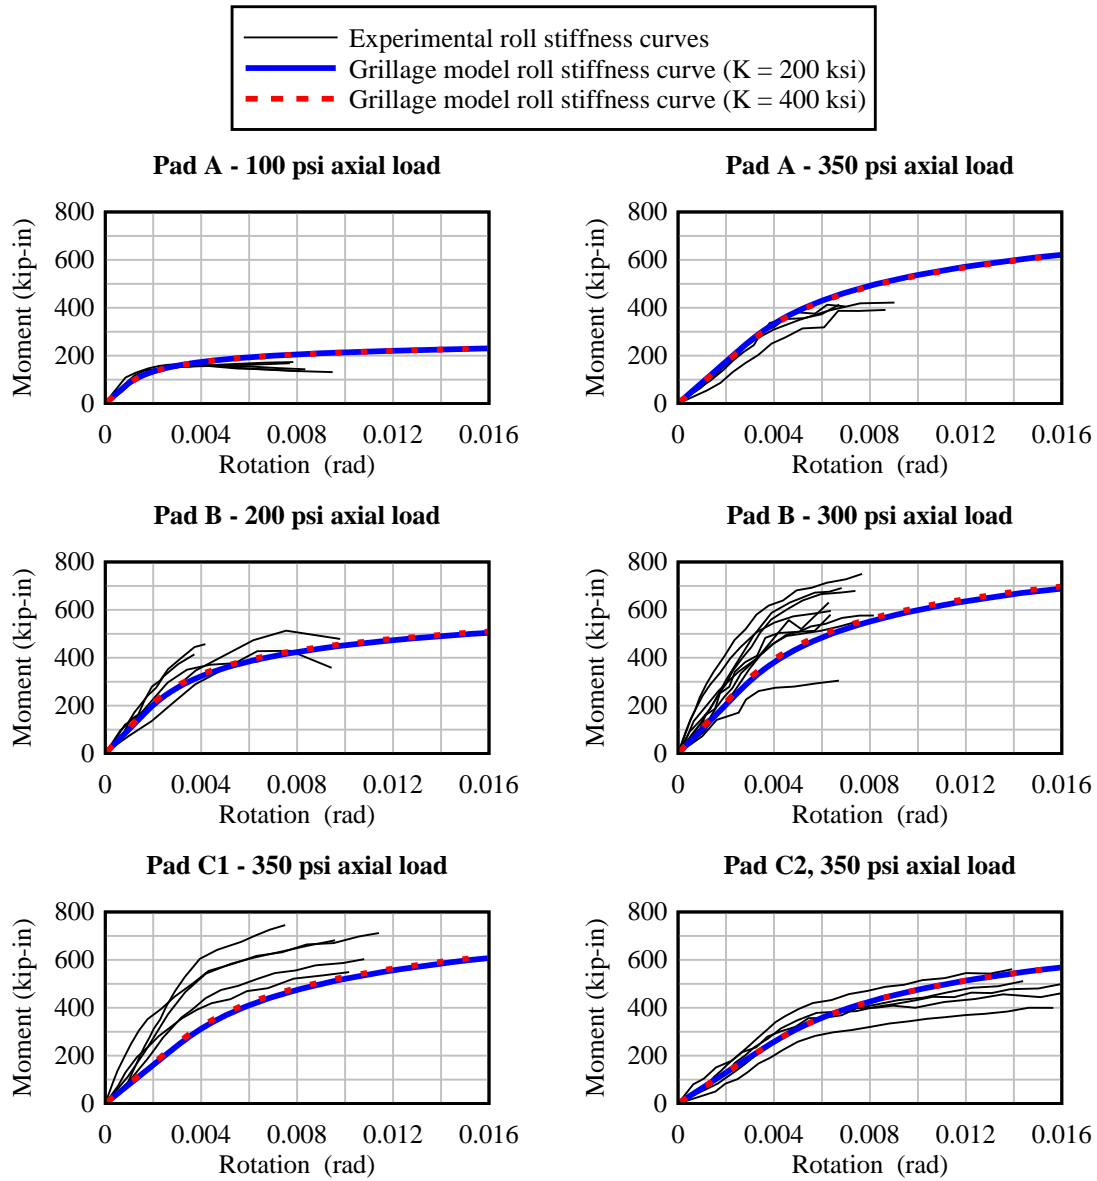 Experimental roll stiffness curves
Grillage model roll stiffness curve (K = 200 ksi)
Grillage model roll stiffness curve (K = 400 ksi)
Pad A - 100 psi axial load
800
600
400
200
0
Moment (kip-in)
0 0.004 0.008 0.012 0.016
Rotation (rad)
Pad A - 350 psi axial load
800
600
400
200
0
Moment (kip-in)
0 0.004 0.008 0.012 0.016
Rotation (rad)
Pad B - 200 psi axial load
800
600
400
200
0
Moment (kip-in)
0 0.004 0.008 0.012 0.016
Rotation (rad)
Pad B - 300 psi axial load
800
600
400
200
0
Moment (kip-in)
0 0.004 0.008 0.012 0.016
Rotation (rad)
Pad C1 - 350 psi axial load
800
600
400
200
0
Moment (kip-in)
0 0.004 0.008 0.012 0.016
Rotation (rad)
Pad C2, 350 psi axial load
800
600
400
200
0
Moment (kip-in)
0 0.004 0.008 0.012 0.016
Rotation (rad)